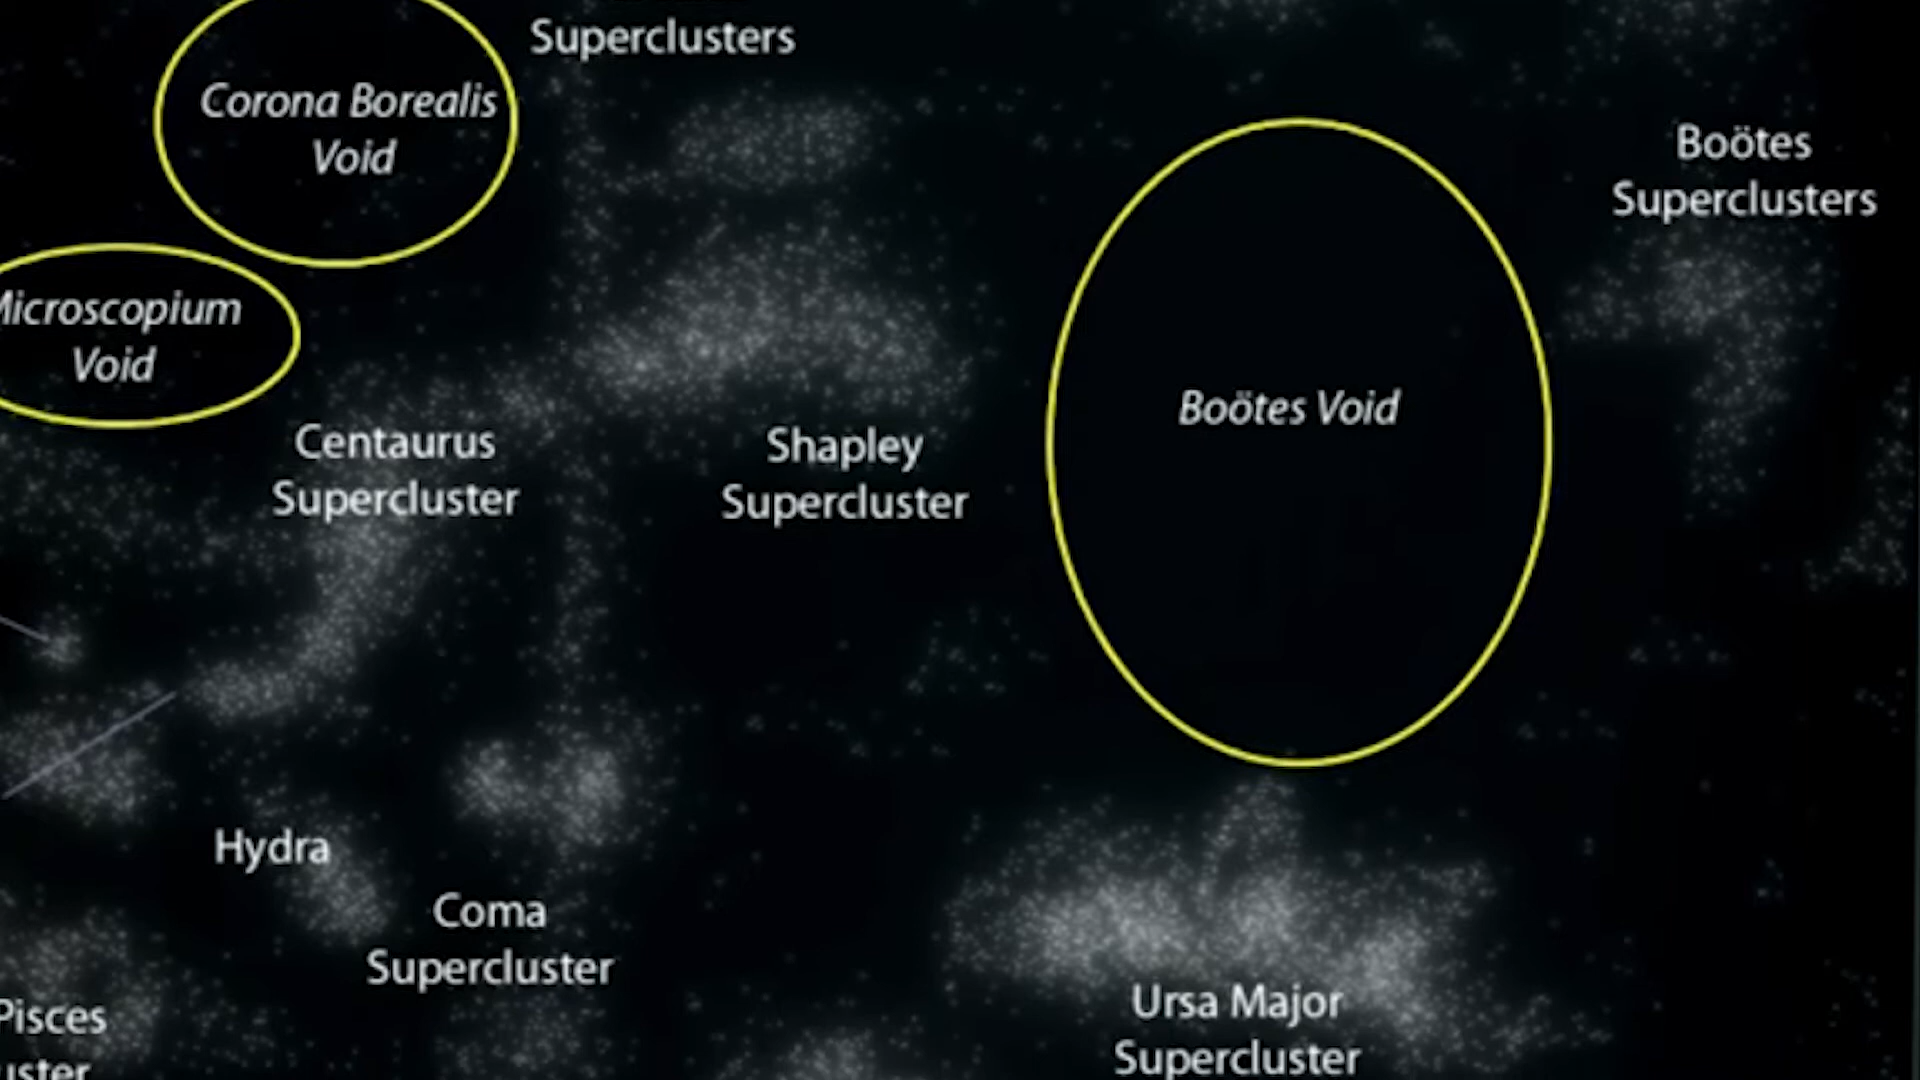 Superclusters
Corona Borealis
Void
Boötes
Superclusters
Microscopium
Void
Boötes Void
Centaurus
Supercluster
Shapley
Supercluster
Hydra
Coma
Supercluster
Pisces
Ursa Major
Supercluster